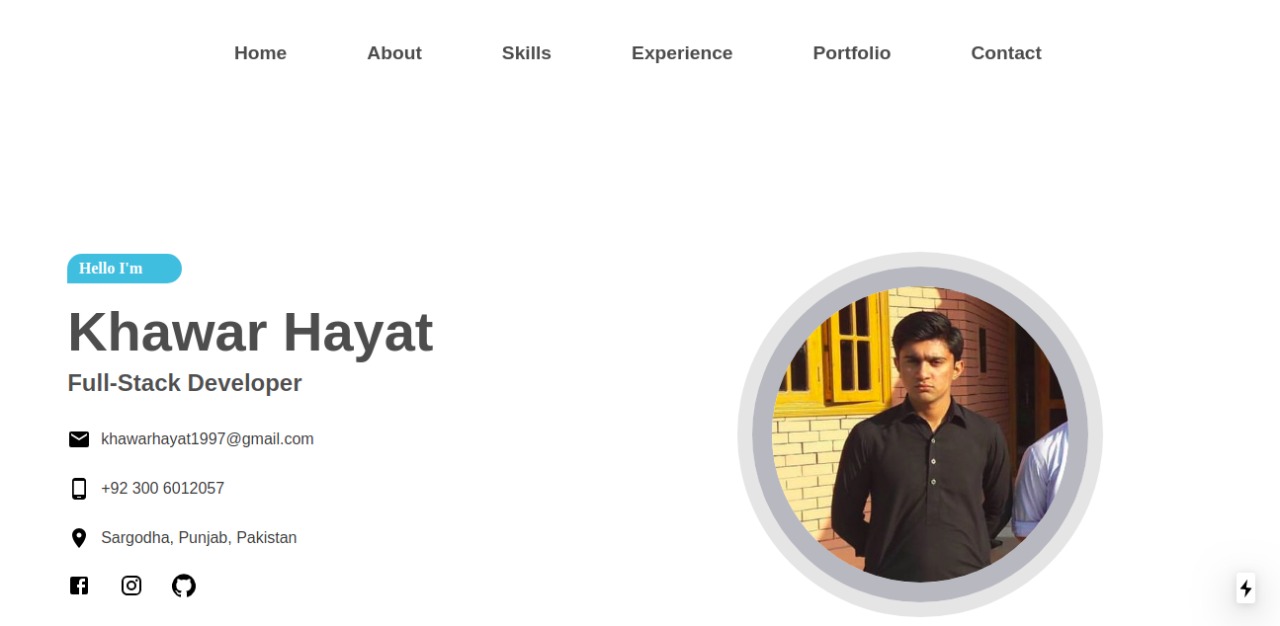 Home About Skills Experience Portfolio Contact
Hello I'm
Khawar Hayat
Full-Stack Developer
khawarhayat1997@gmail.com
+92 300 6012057
Sargodha, Punjab, Pakistan